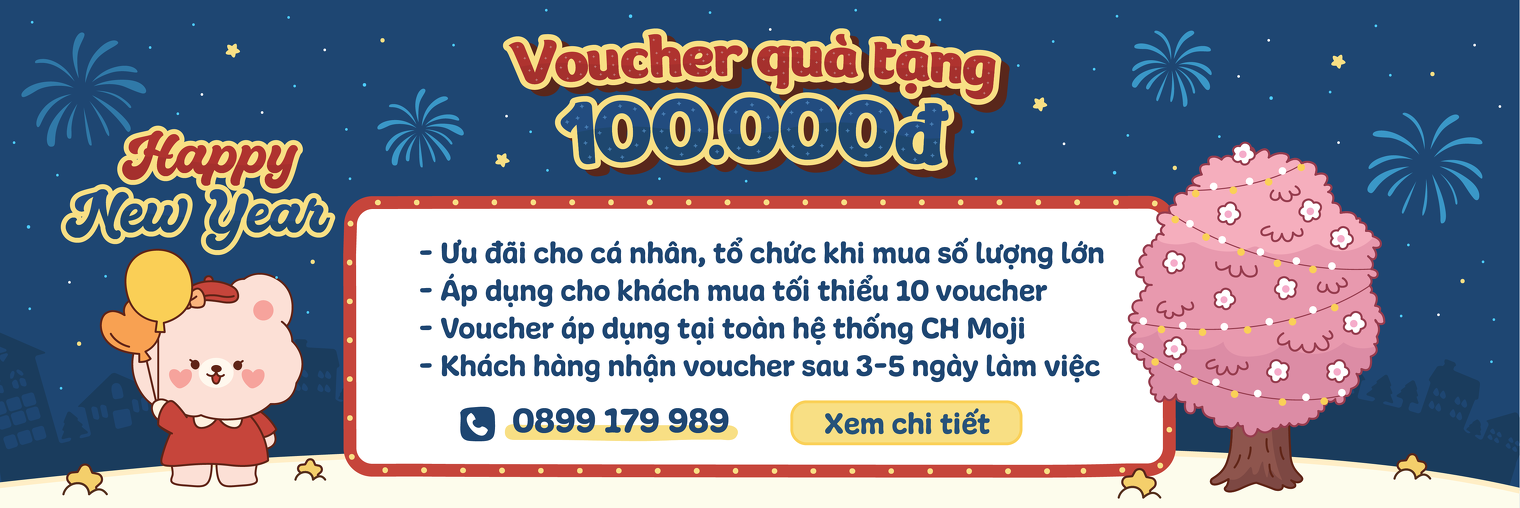 Voucher quà tặng
100.000đ
Happy
New Year
- Ưu đãi cho cá nhân, tổ chức khi mua số lượng lớn
- Áp dụng cho khách mua tối thiểu 10 voucher
- Voucher áp dụng tại toàn hệ thống CH Moji
- Khách hàng nhận voucher sau 3-5 ngày làm việc
0899 179 989
Xem chi tiết